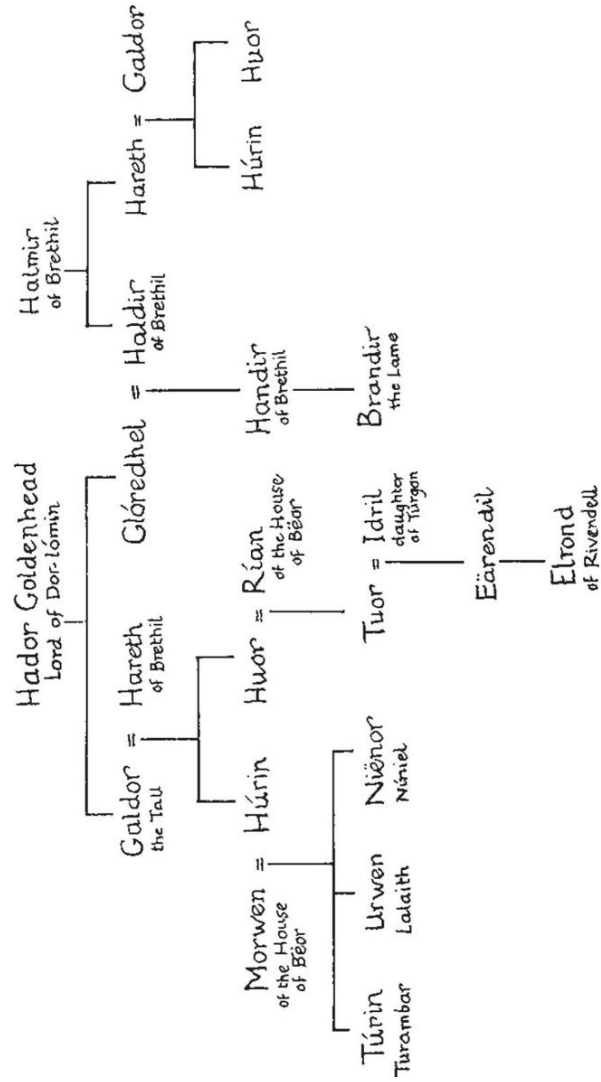 Hador Goldenhead
Lord of Dor-lómin
Halmir
of Brethil
Galdor
the Tall
=
Hareth
of Brethil
Glóredhel
=
Haldir
of Brethil
Hareth
=
Galdor
Morwen
of the House
of Bëor
=
Húrin
Huor
=
Rían
of the House
of Bëor
Handir
of Brethil
Húrin
Huor
Túrin
Turambar
Urwen
Lalaith
Niënor
Níniel
Tuor
=
Idril
daughter
of Turgon
Brandir
the Lame
Eärendil
Elrond
of Rivendell